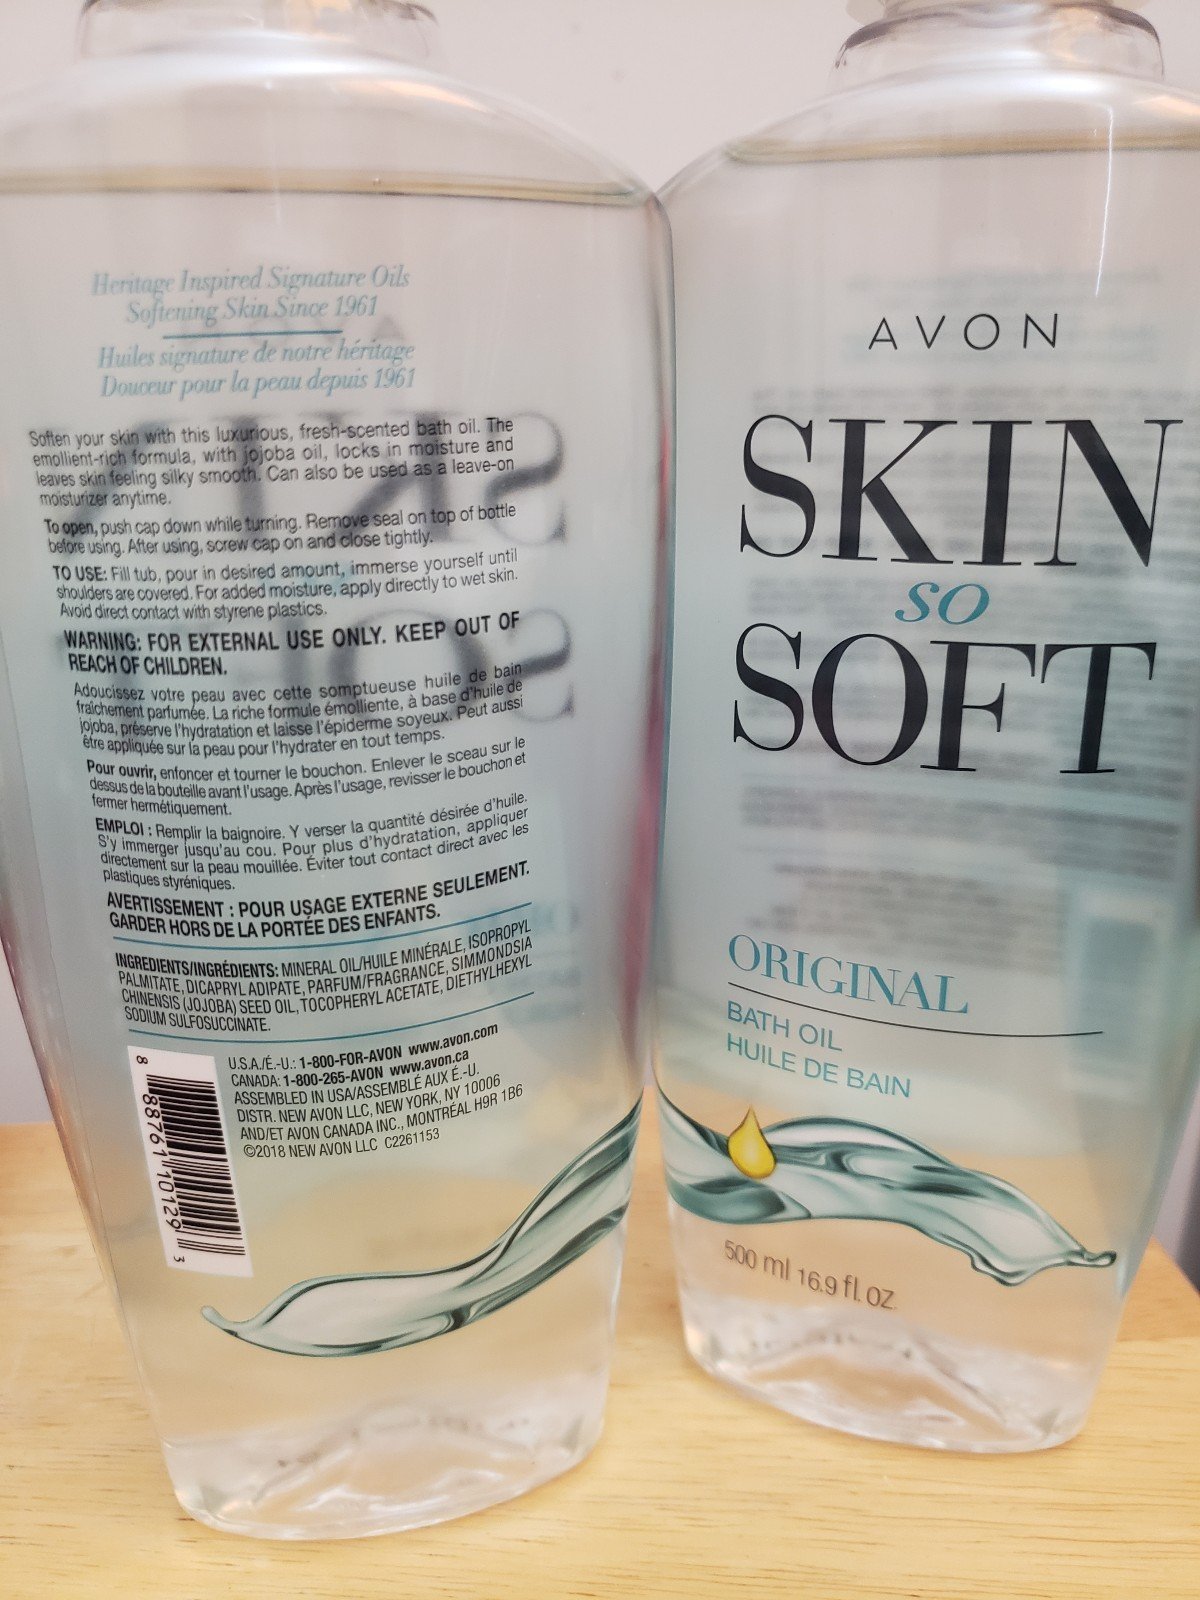 Heritage Inspired Signature Oils
Softening Skin Since 1961
Huiles signature de notre héritage
Douceur pour la peau depuis 1961
Soften your skin with this luxurious, fresh-scented bath oil. The
emollient-rich formula, with jojoba oil, locks in moisture and
leaves skin feeling silky smooth. Can also be used as a leave-on
moisturizer anytime.
To open, push cap down while turning. Remove seal on top of bottle
before using. After using, screw cap on and close tightly.
TO USE: Fill tub, pour in desired amount, immerse yourself until
shoulders are covered. For added moisture, apply directly to wet skin.
Avoid direct contact with styrene plastics.
WARNING: FOR EXTERNAL USE ONLY. KEEP OUT OF
REACH OF CHILDREN.
Adoucissez votre peau avec cette somptueuse huile de bain
fraîchement parfumée. La riche formule émolliente, à base d'huile de
jojoba, préserve l'hydratation et laisse l'épiderme soyeux. Peut aussi
être appliquée sur la peau pour l'hydrater en tout temps.
Pour ouvrir, enfoncer et tourner le bouchon. Enlever le sceau sur le
dessus de la bouteille avant l'usage. Après l'usage, revisser le bouchon et
fermer hermétiquement.
EMPLOI : Remplir la baignoire. Y verser la quantité désirée d'huile.
S'y immerger jusqu'au cou. Pour plus d'hydratation, appliquer
directement sur la peau mouillée. Éviter tout contact direct avec les
plastiques styréniques.
AVERTISSEMENT : POUR USAGE EXTERNE SEULEMENT.
GARDER HORS DE LA PORTÉE DES ENFANTS.
INGREDIENTS/INGRÉDIENTS: MINERAL OIL/HUILE MINÉRALE, ISOPROPYL
PALMITATE, DICAPRYL ADIPATE, PARFUM/FRAGRANCE, SIMMONDSIA
CHINENSIS (JOJOBA) SEED OIL, TOCOPHERYL ACETATE, DIETHYLHEXYL
SODIUM SULFOSUCCINATE.
U.S.A./É.-U.: 1-800-FOR-AVON www.avon.com
CANADA: 1-800-265-AVON www.avon.ca
ASSEMBLED IN USA/ASSEMBLÉ AUX É.-U.
DISTR. NEW AVON LLC, NEW YORK, NY 10006
AND/ET AVON CANADA INC., MONTRÉAL H9R 1B6
©2018 NEW AVON LLC C2261153
8 88761 10129 3
AVON
SKIN
so
SOFT
ORIGINAL
BATH OIL
HUILE DE BAIN
500 ml 16.9 fl. oz.